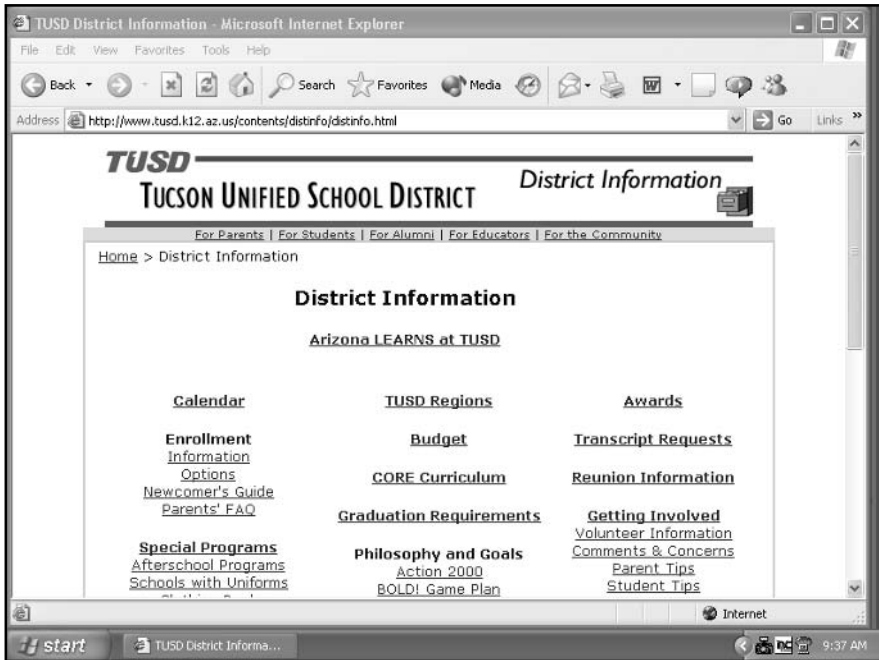 TUSD District Information - Microsoft Internet Explorer
File Edit View Favorites Tools Help
Back Search Favorites Media
Address http://www.tusd.k12.az.us/contents/distinfo/distinfo.html Go Links »
TUSD
TUCSON UNIFIED SCHOOL DISTRICT District Information
For Parents | For Students | For Alumni | For Educators | For the Community
Home > District Information
District Information
Arizona LEARNS at TUSD
Calendar TUSD Regions Awards
Enrollment Budget Transcript Requests
Information
Options CORE Curriculum Reunion Information
Newcomer's Guide
Parents' FAQ Graduation Requirements Getting Involved
Volunteer Information
Special Programs Philosophy and Goals Comments & Concerns
Afterschool Programs Action 2000 Parent Tips
Schools with Uniforms BOLD! Game Plan Student Tips
Internet
start TUSD District Informa... 9:37 AM